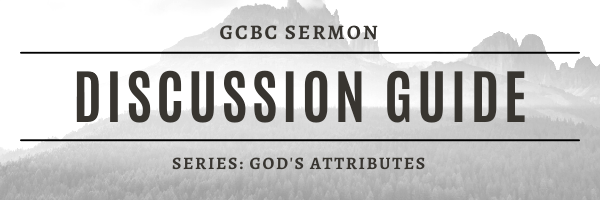 GCBC SERMON
DISCUSSION GUIDE
SERIES: GOD'S ATTRIBUTES